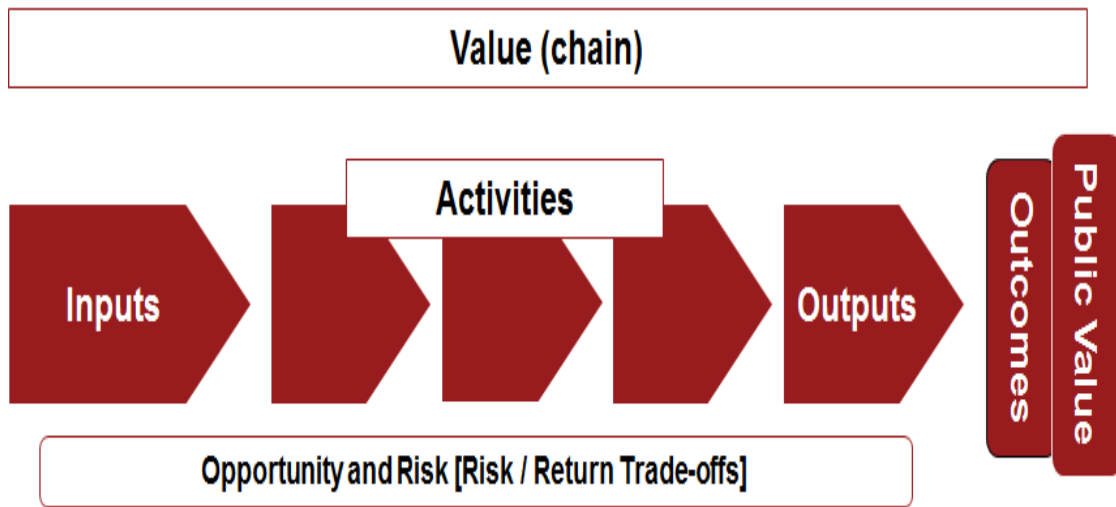 Value (chain)
Activities
Inputs
Outputs
Outcomes
Public Value
Opportunity and Risk [Risk / Return Trade-offs]